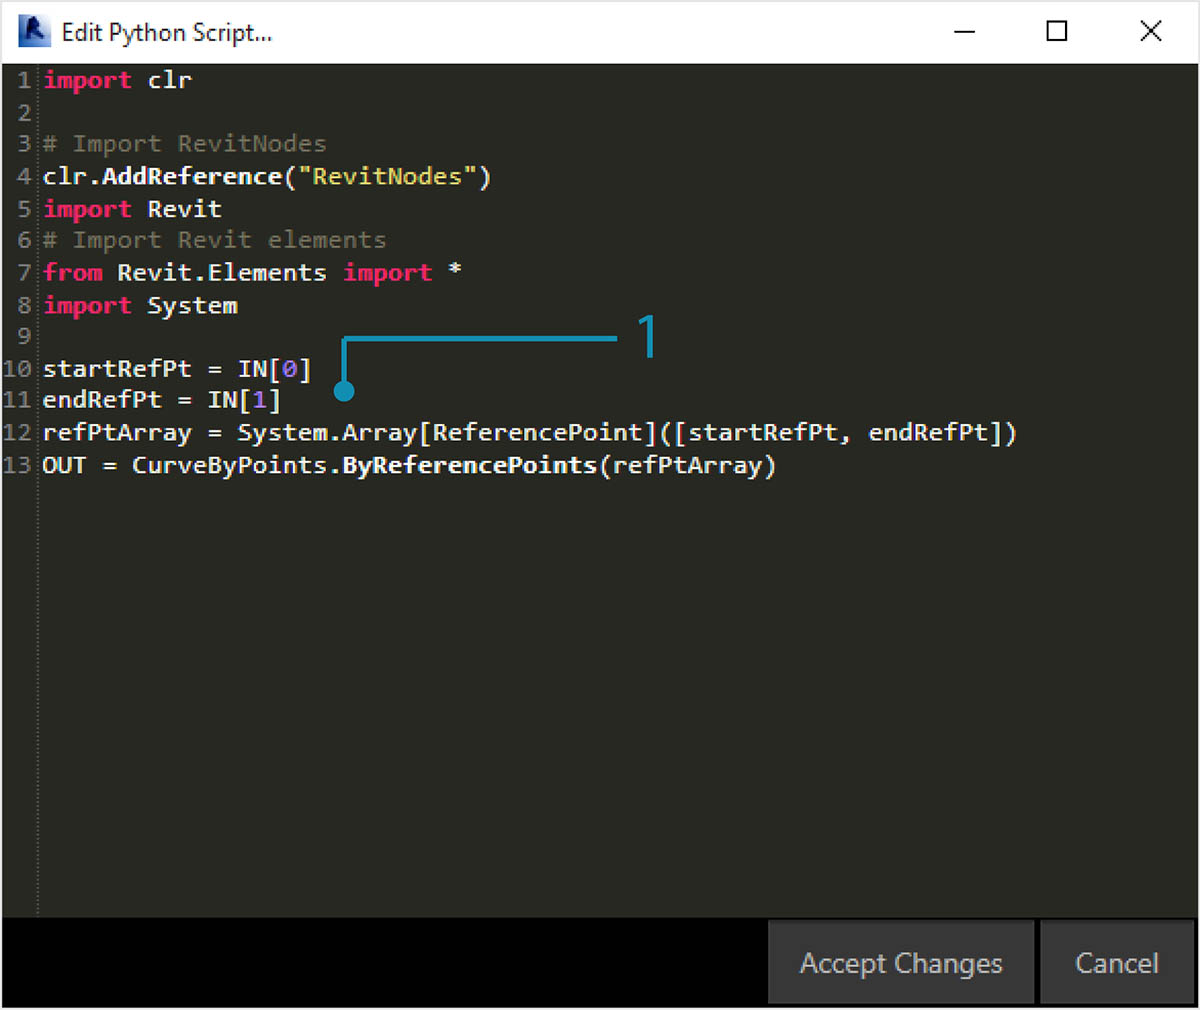 Edit Python Script...
1 import clr
2
3 # Import RevitNodes
4 clr.AddReference("RevitNodes")
5 import Revit
6 # Import Revit elements
7 from Revit.Elements import *
8 import System
9
1
10 startRefPt = IN[0]
11 endRefPt = IN[1]
12 refPtArray = System.Array[ReferencePoint]([startRefPt, endRefPt])
13 OUT = CurveByPoints.ByReferencePoints(refPtArray)
Accept Changes Cancel